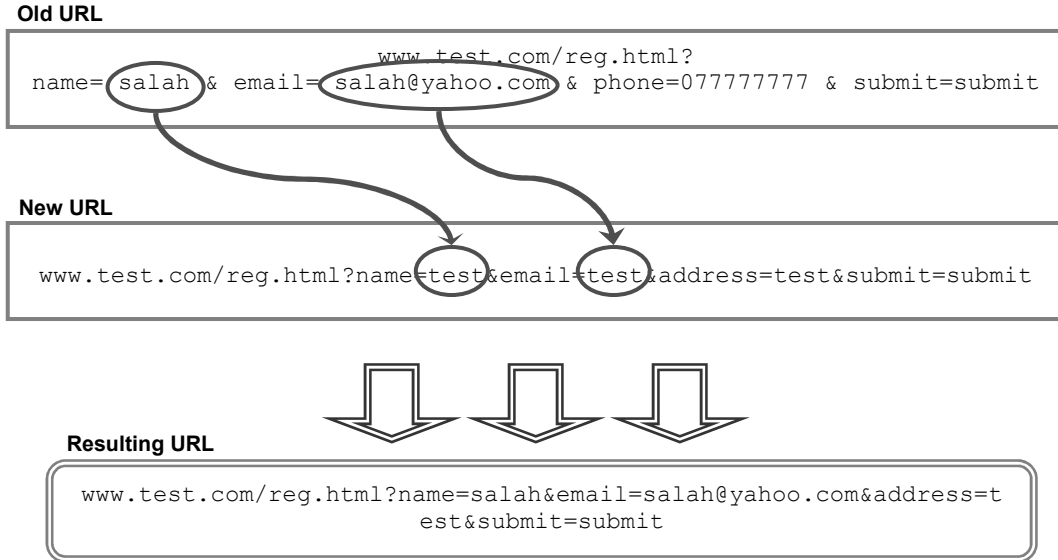 Old URL
www.test.com/reg.html?
name= salah & email= salah@yahoo.com & phone=077777777 & submit=submit
New URL
www.test.com/reg.html?name=test&email=test&address=test&submit=submit
Resulting URL
www.test.com/reg.html?name=salah&email=salah@yahoo.com&address=t
est&submit=submit